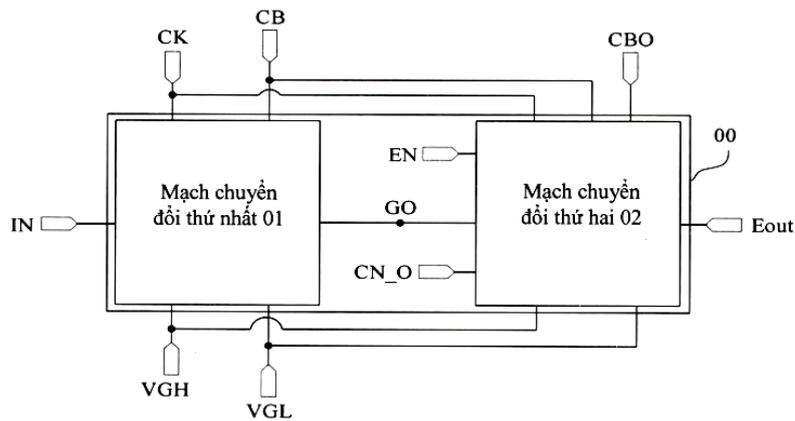 CB
CK
CBO
00
EN
Mạch chuyển
đổi thứ nhất 01
Mạch chuyển
đổi thứ hai 02
GO
IN
Eout
CN_O
VGH
VGL